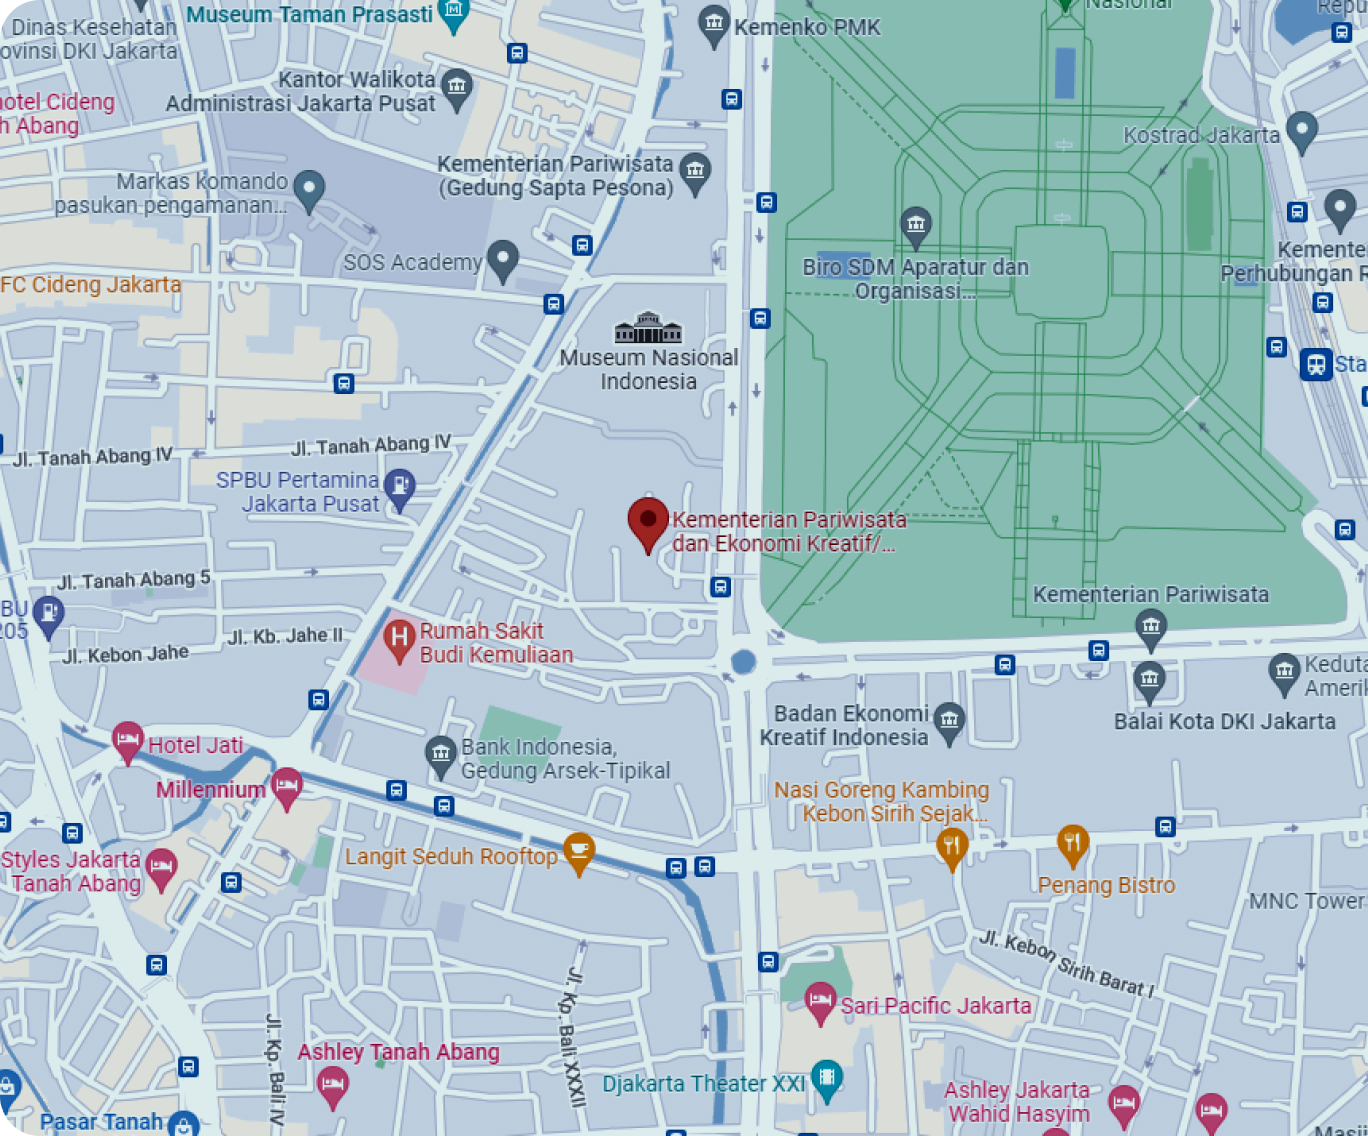 Nasional
Repu
Museum Taman Prasasti
Dinas Kesehatan
ovinsi DKI Jakarta
Kemenko PMK
Kantor Walikota
Administrasi Jakarta Pusat
hotel Cideng
h Abang
Kostrad Jakarta
Kementerian Pariwisata
(Gedung Sapta Pesona)
Markas komando
pasukan pengamanan...
SOS Academy
Kementer
Perhubungan R
Biro SDM Aparatur dan
Organisasi...
FC Cideng Jakarta
Museum Nasional
Indonesia
Sta
Jl. Tanah Abang IV
Jl. Tanah Abang IV
SPBU Pertamina
Jakarta Pusat
Kementerian Pariwisata
dan Ekonomi Kreatif/...
Jl. Tanah Abang 5
BU
205
Kementerian Pariwisata
Jl. Kb. Jahe II
Jl. Kebon Jahe
H
Rumah Sakit
Budi Kemuliaan
Keduta
Amerik
Badan Ekonomi
Kreatif Indonesia
Balai Kota DKI Jakarta
Hotel Jati
Bank Indonesia,
Gedung Arsek-Tipikal
Millennium
Nasi Goreng Kambing
Kebon Sirih Sejak...
Langit Seduh Rooftop
Styles Jakarta
Tanah Abang
Penang Bistro
MNC Tower
Jl. Kebon Sirih Barat I
Jl. Kp. Bali XXXII
Sari Pacific Jakarta
Jl. Kp. Bali IV
Ashley Tanah Abang
Djakarta Theater XXI
Ashley Jakarta
Wahid Hasyim
Pasar Tanah
Masji